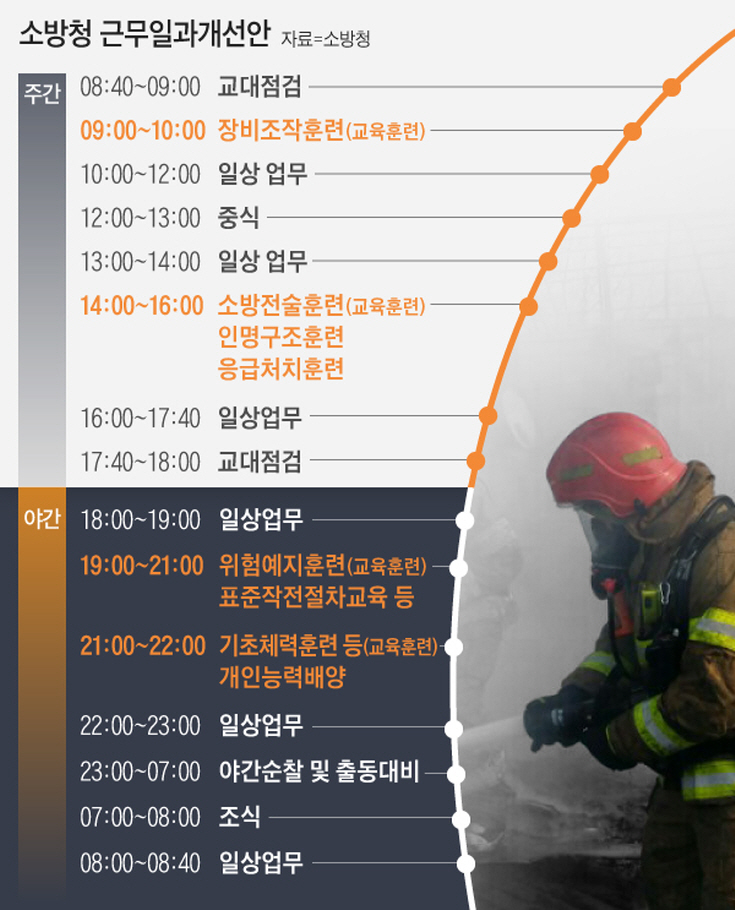 소방청 근무일과개선안 자료=소방청
주간
08:40~09:00 교대점검
09:00~10:00 장비조작훈련(교육훈련)
10:00~12:00 일상 업무
12:00~13:00 중식
13:00~14:00 일상 업무
14:00~16:00 소방전술훈련(교육훈련)
인명구조훈련
응급처치훈련
16:00~17:40 일상업무
17:40~18:00 교대점검
야간
18:00~19:00 일상업무
19:00~21:00 위험예지훈련(교육훈련)
표준작전절차교육 등
21:00~22:00 기초체력훈련 등(교육훈련)
개인능력배양
22:00~23:00 일상업무
23:00~07:00 야간순찰 및 출동대비
07:00~08:00 조식
08:00~08:40 일상업무